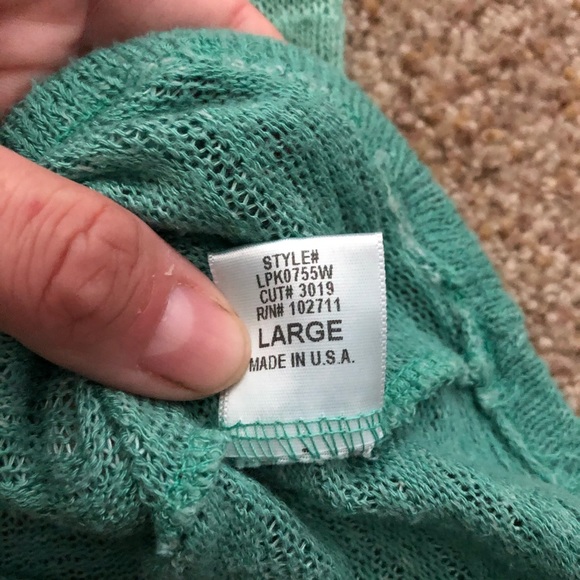 STYLE#
LPK0755W
CUT# 3019
R/N# 102711
LARGE
MADE IN U.S.A.